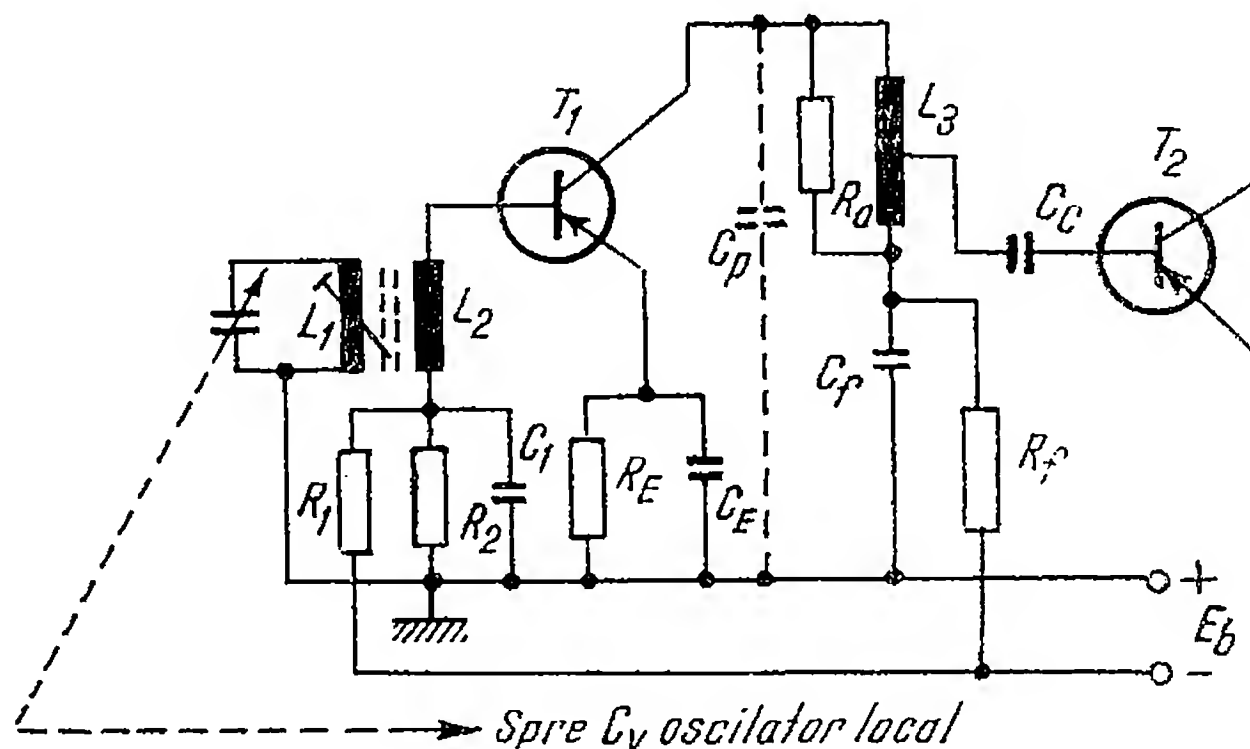 T1
L3
T2
Ra
Cc
Cp
L1
L2
Cf
C1
RE
Rf
R1
R2
CE
+
Eb
-
Spre Cv oscilator local